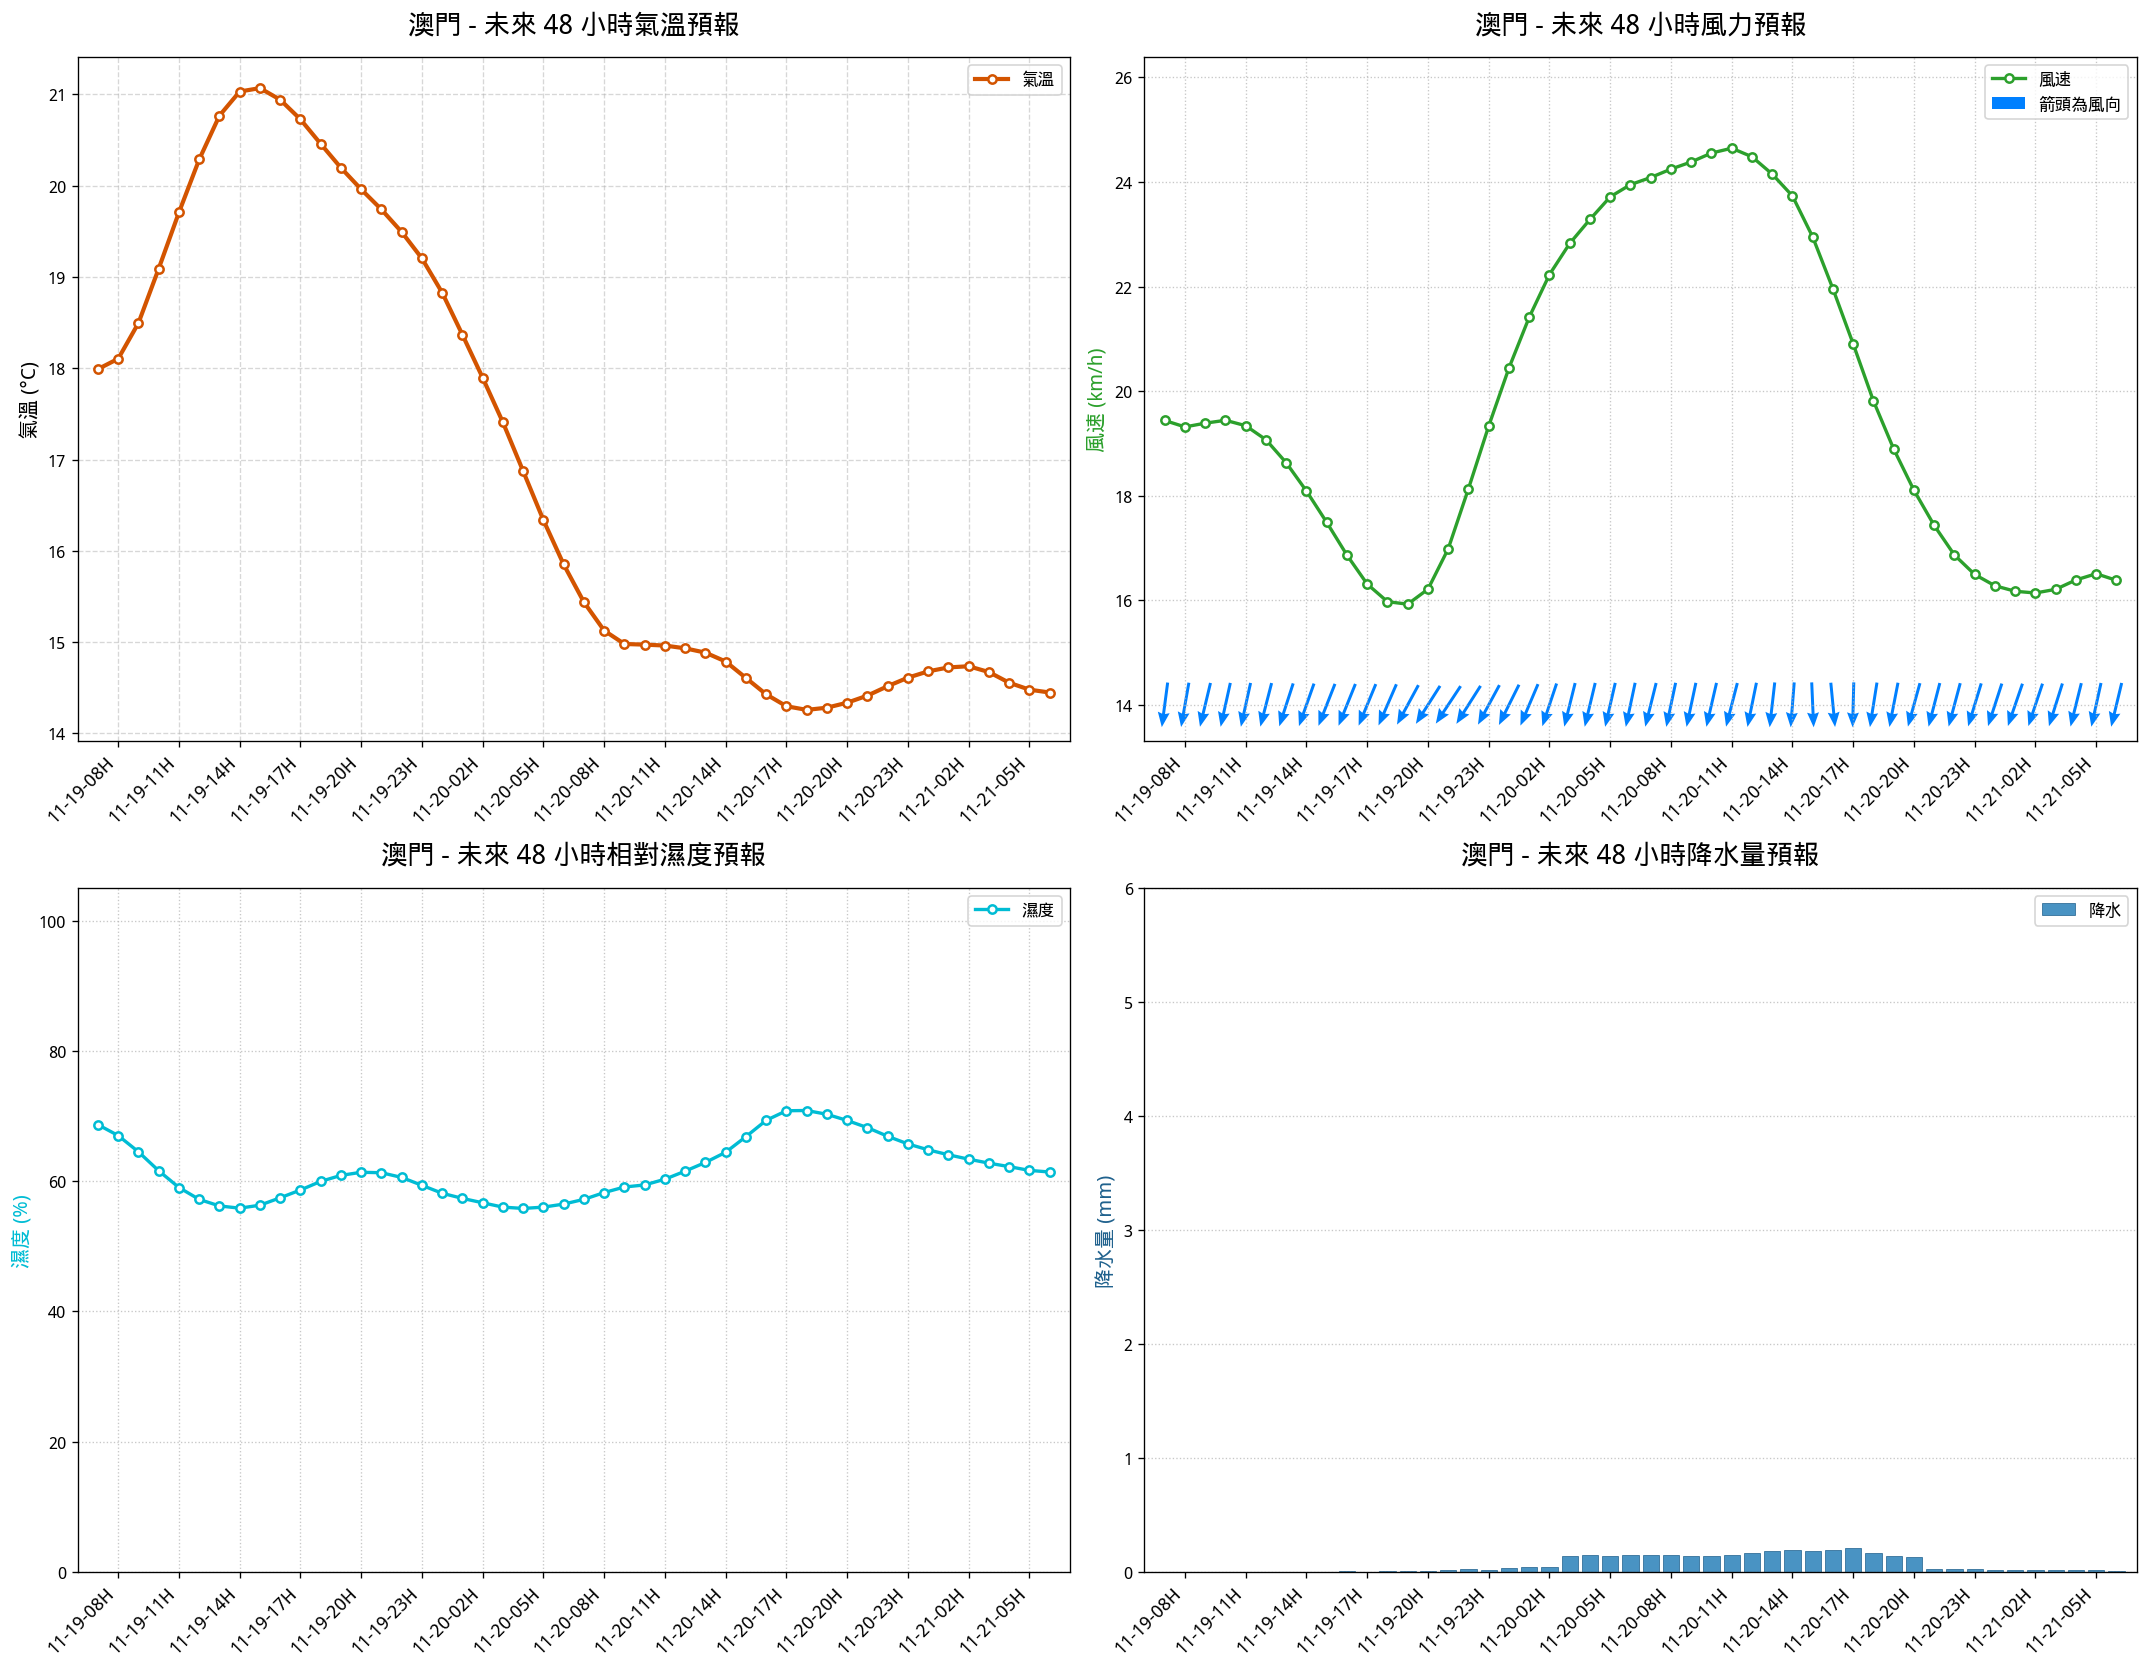 澳門 - 未來 48 小時氣溫預報
氣溫
氣溫 (°C)
21
20
19
18
17
16
15
14
11-19-08H
11-19-11H
11-19-14H
11-19-17H
11-19-20H
11-19-23H
11-20-02H
11-20-05H
11-20-08H
11-20-11H
11-20-14H
11-20-17H
11-20-20H
11-20-23H
11-21-02H
11-21-05H
澳門 - 未來 48 小時風力預報
風速
箭頭為風向
風速 (km/h)
26
24
22
20
18
16
14
11-19-08H
11-19-11H
11-19-14H
11-19-17H
11-19-20H
11-19-23H
11-20-02H
11-20-05H
11-20-08H
11-20-11H
11-20-14H
11-20-17H
11-20-20H
11-20-23H
11-21-02H
11-21-05H
澳門 - 未來 48 小時相對濕度預報
濕度
濕度 (%)
100
80
60
40
20
0
11-19-08H
11-19-11H
11-19-14H
11-19-17H
11-19-20H
11-19-23H
11-20-02H
11-20-05H
11-20-08H
11-20-11H
11-20-14H
11-20-17H
11-20-20H
11-20-23H
11-21-02H
11-21-05H
澳門 - 未來 48 小時降水量預報
降水
降水量 (mm)
6
5
4
3
2
1
0
11-19-08H
11-19-11H
11-19-14H
11-19-17H
11-19-20H
11-19-23H
11-20-02H
11-20-05H
11-20-08H
11-20-11H
11-20-14H
11-20-17H
11-20-20H
11-20-23H
11-21-02H
11-21-05H